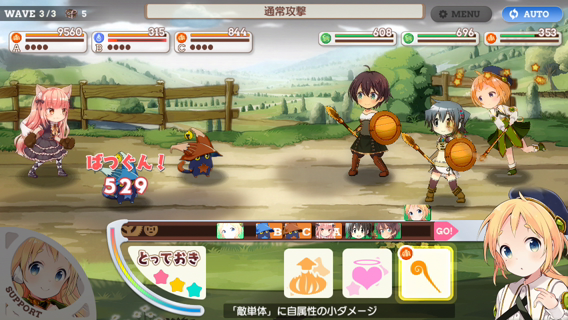 WAVE 3/3 5
通常攻撃
MENU
AUTO
9560
A
315
B
844
C
608
696
353
ばつぐん!
529
B C A
GO!
とっておき
SUPPORT
「敵単体」に自属性の小ダメージ